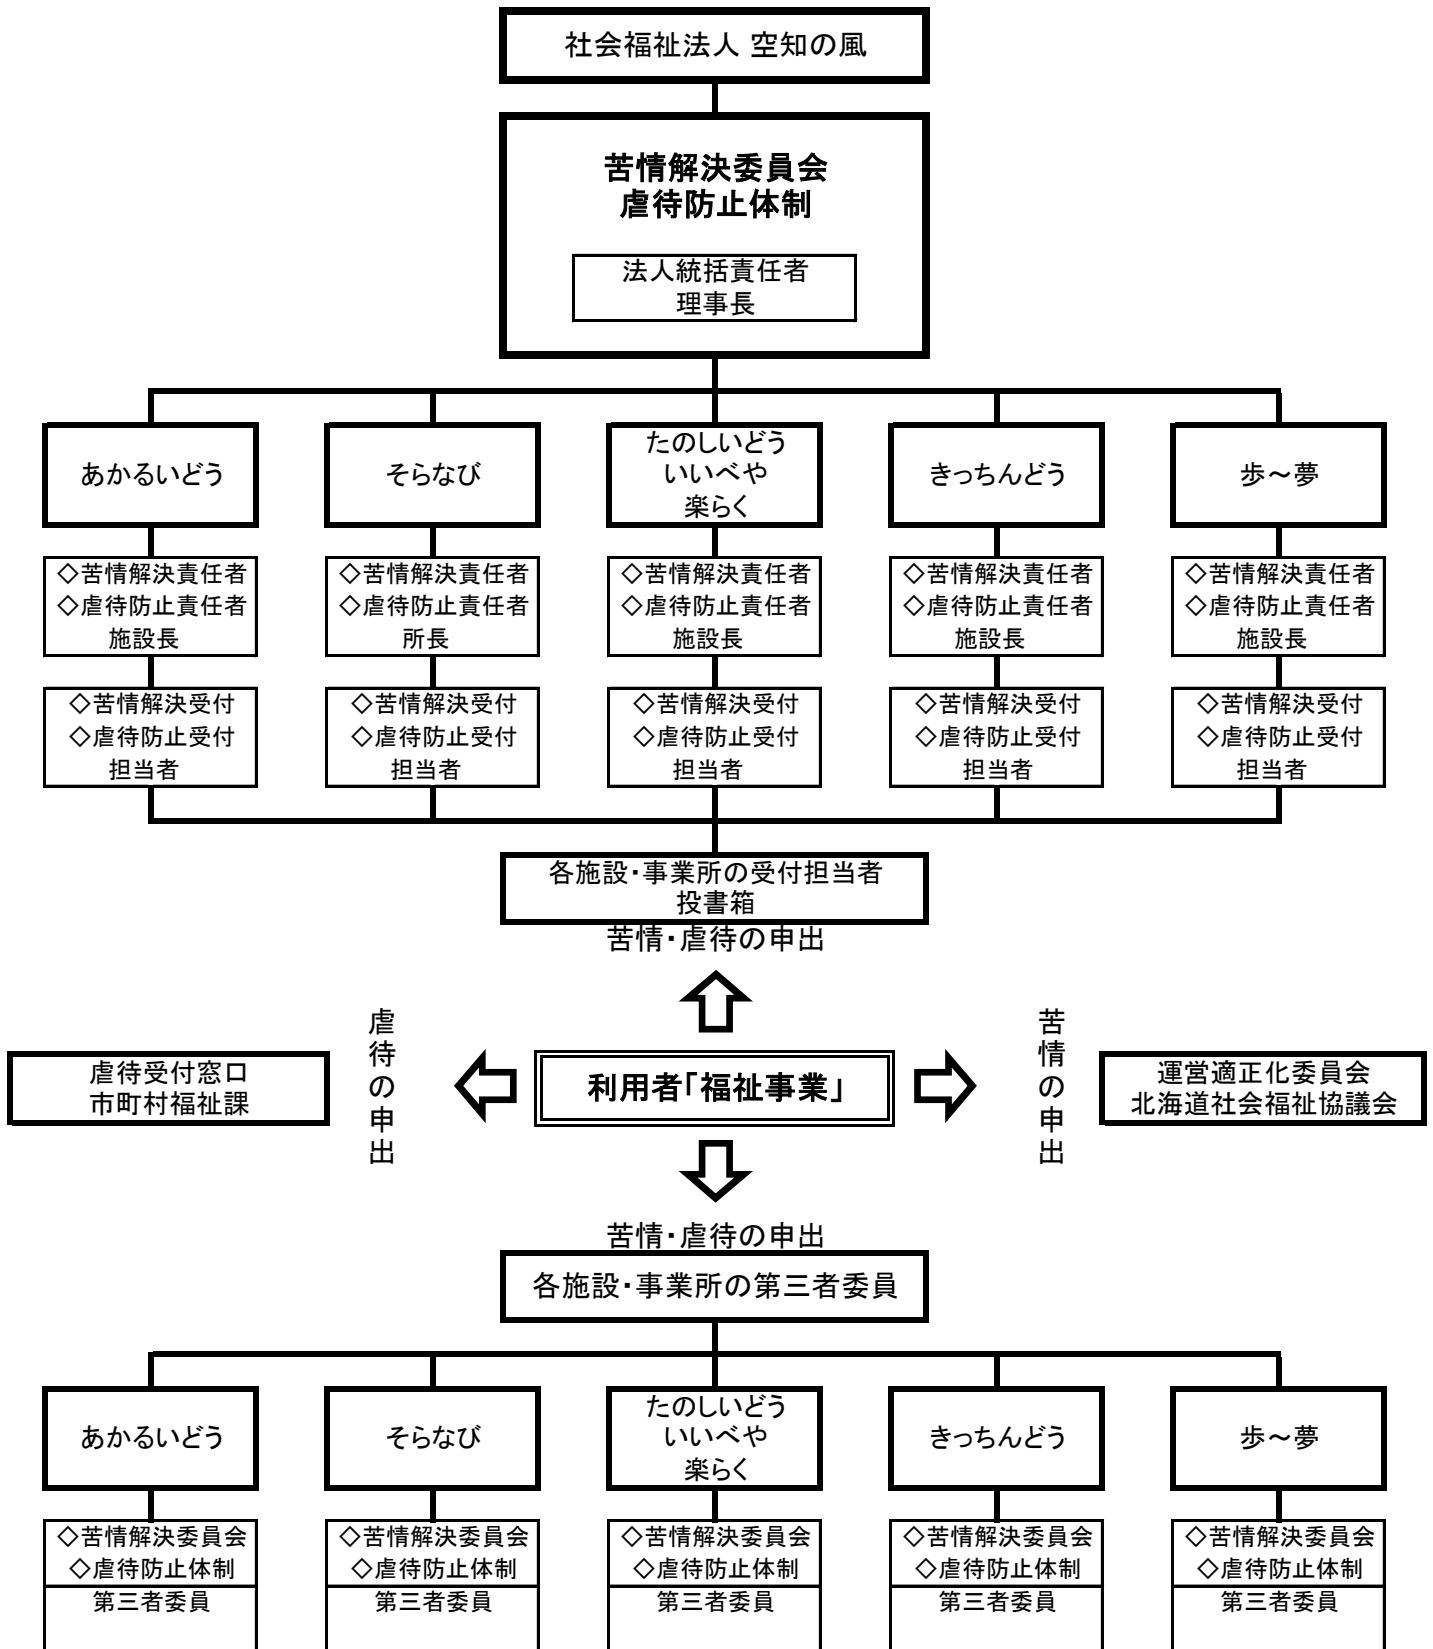 社会福祉法人 空知の風
苦情解決委員会
虐待防止体制
法人統括責任者
理事長
あかるいどう
そらなび
たのしいどう
いいべや
楽らく
きっちんどう
歩～夢
◇苦情解決責任者
◇虐待防止責任者
施設長
◇苦情解決責任者
◇虐待防止責任者
所長
◇苦情解決責任者
◇虐待防止責任者
施設長
◇苦情解決責任者
◇虐待防止責任者
施設長
◇苦情解決責任者
◇虐待防止責任者
施設長
◇苦情解決受付
◇虐待防止受付
担当者
◇苦情解決受付
◇虐待防止受付
担当者
◇苦情解決受付
◇虐待防止受付
担当者
◇苦情解決受付
◇虐待防止受付
担当者
◇苦情解決受付
◇虐待防止受付
担当者
各施設・事業所の受付担当者
投書箱
苦情・虐待の申出
虐待受付窓口
市町村福祉課
虐待の申出
利用者「福祉事業」
苦情の申出
運営適正化委員会
北海道社会福祉協議会
苦情・虐待の申出
各施設・事業所の第三者委員
あかるいどう
そらなび
たのしいどう
いいべや
楽らく
きっちんどう
歩～夢
◇苦情解決委員会
◇虐待防止体制
第三者委員
◇苦情解決委員会
◇虐待防止体制
第三者委員
◇苦情解決委員会
◇虐待防止体制
第三者委員
◇苦情解決委員会
◇虐待防止体制
第三者委員
◇苦情解決委員会
◇虐待防止体制
第三者委員